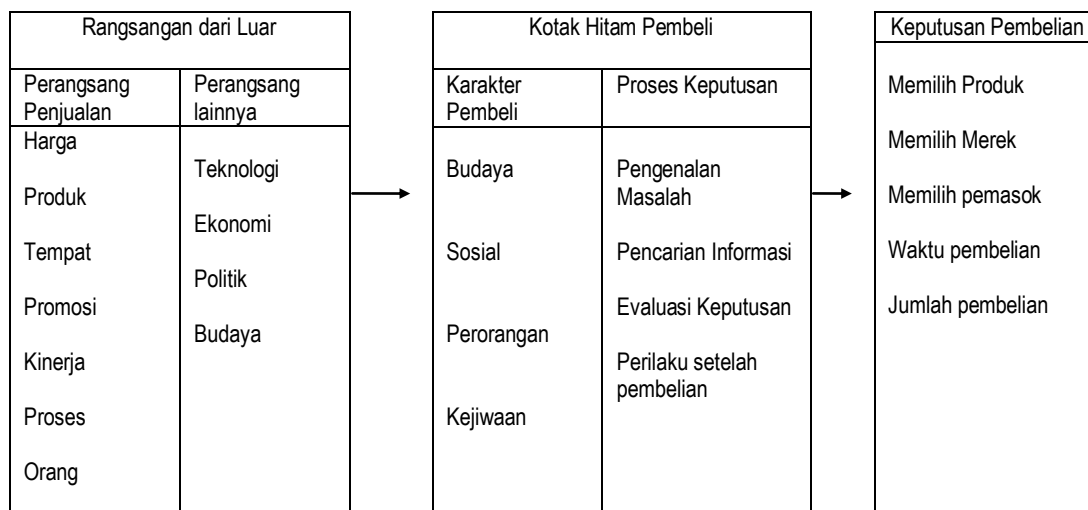 Rangsangan dari Luar
Perangsang
Penjualan
Perangsang
lainnya
Harga
Produk
Tempat
Promosi
Kinerja
Proses
Orang
Teknologi
Ekonomi
Politik
Budaya
Kotak Hitam Pembeli
Karakter
Pembeli
Proses Keputusan
Budaya
Sosial
Perorangan
Kejiwaan
Pengenalan
Masalah
Pencarian Informasi
Evaluasi Keputusan
Perilaku setelah
pembelian
Keputusan Pembelian
Memilih Produk
Memilih Merek
Memilih pemasok
Waktu pembelian
Jumlah pembelian